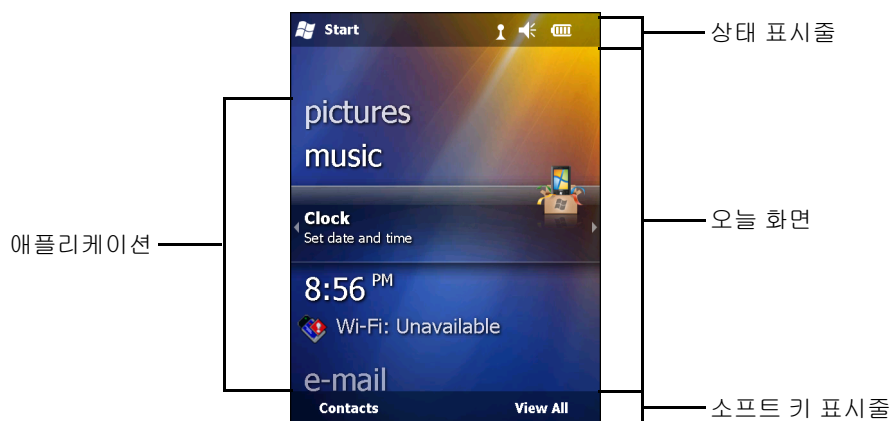 Start
상태 표시줄
pictures
music
Clock
Set date and time
오늘 화면
애플리케이션
8:56 PM
Wi-Fi: Unavailable
e-mail
Contacts View All
소프트 키 표시줄